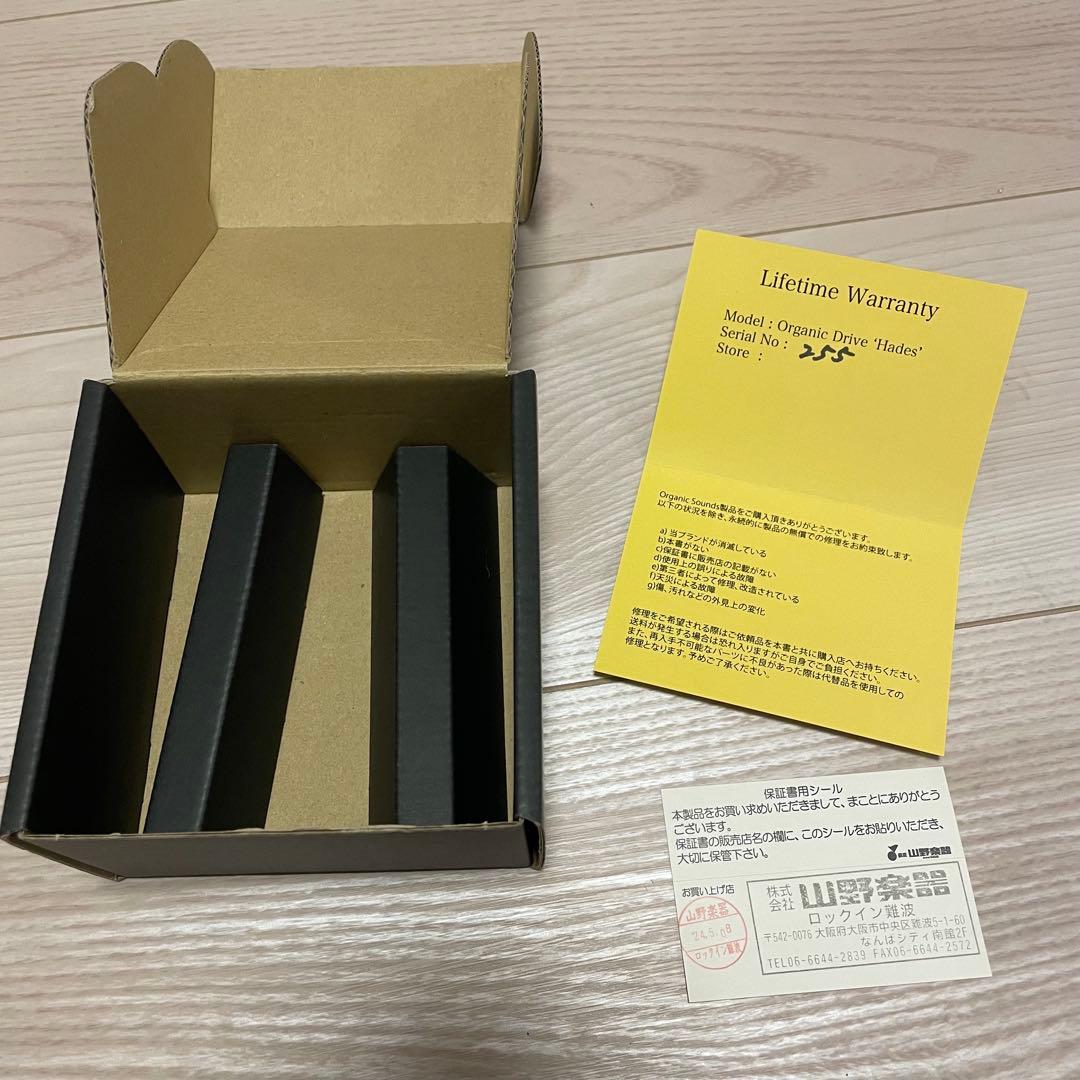 Lifetime Warranty
Model : Organic Drive ‘Hades’
Serial No : 255
Store :
Organic Sounds製品をご購入頂きありがとうございます。
以下の状況を除き、永続的に製品の無償での修理をお約束致します。
a) 当ブランドが消滅している
b)本書がない
c)保証書に販売店の記載がない
d)使用上の誤りによる故障
e)第三者によって修理、改造されている
f)天災による故障
g)傷、汚れなどの外見上の変化
修理をご希望される際はご依頼品を本書と共に購入店へお持ちください。
送料が発生する場合は恐れ入りますがご自身でご負担ください。
また、再入手不可能なパーツに不良があった際は代替品を使用しての
修理となります。予めご了承ください。
保証書用シール
本製品をお買い求めいただきまして、まことにありがとう
ございます。
保証書の販売店名の欄に、このシールをお貼りいただき、
大切に保管下さい。
山野楽器
お買い上げ店
山野楽器
24.5.08
ロックイン難波
株式会社 山野楽器
ロックイン難波
〒542-0076 大阪府大阪市中央区難波5-1-60
なんばシティ南館2F
TEL06-6644-2839 FAX06-6644-2572